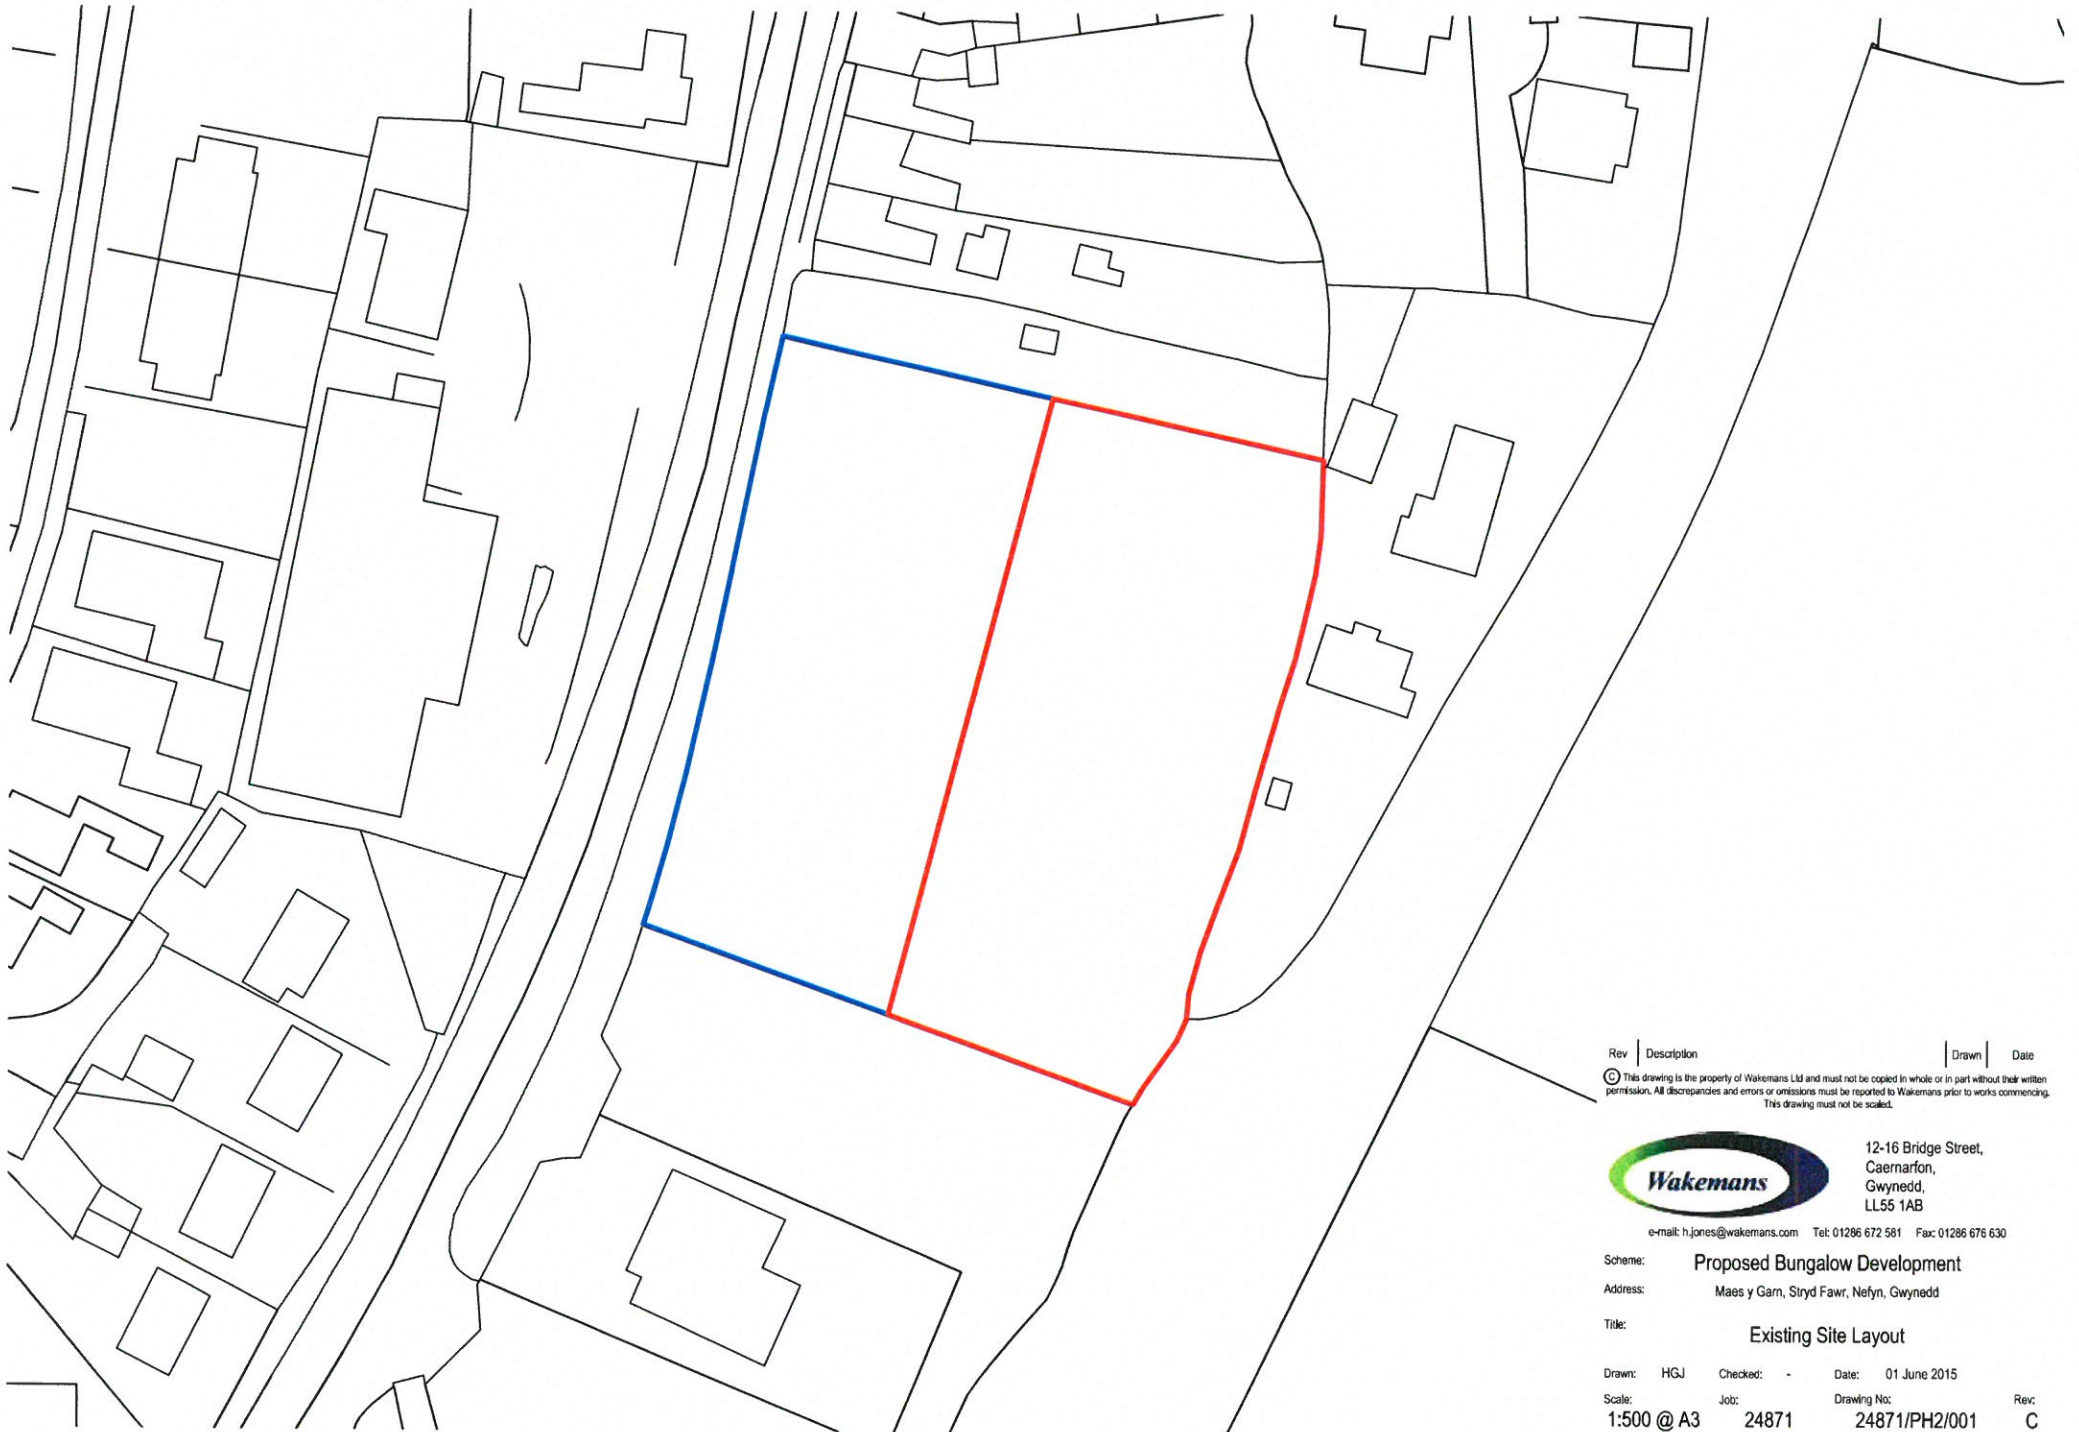 Rev Description Drawn Date
© This drawing is the property of Wakemans Ltd and must not be copied in whole or in part without their written
permission. All discrepancies and errors or omissions must be reported to Wakemans prior to works commencing.
This drawing must not be scaled.
Wakemans
12-16 Bridge Street,
Caernarfon,
Gwynedd,
LL55 1AB
e-mail: h.jones@wakemans.com Tel: 01286 672 581 Fax: 01286 676 630
Scheme: Proposed Bungalow Development
Address: Maes y Garn, Stryd Fawr, Nefyn, Gwynedd
Title: Existing Site Layout
Drawn: HGJ Checked: - Date: 01 June 2015
Scale: Job: Drawing No: Rev:
1:500 @ A3 24871 24871/PH2/001 C